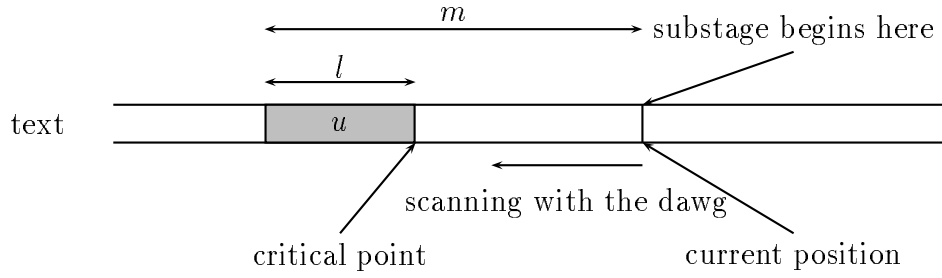 m
substage begins here
l
text
u
scanning with the dawg
critical point
current position